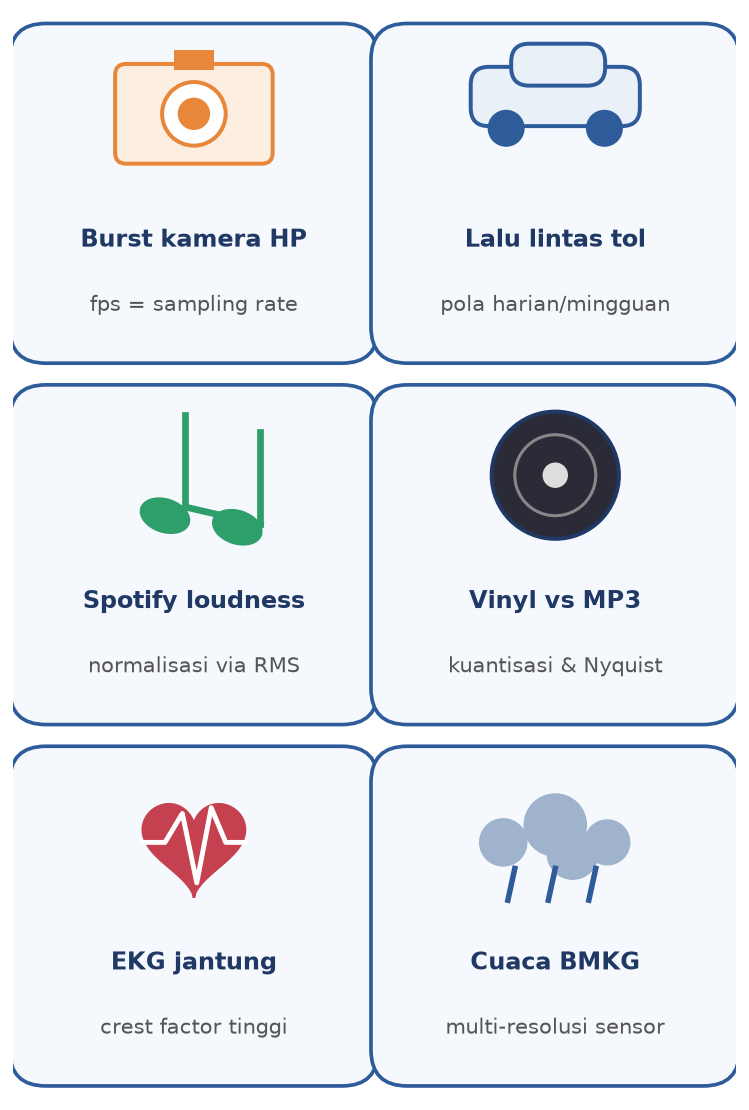 Burst kamera HP
fps = sampling rate
Lalu lintas tol
pola harian/mingguan
Spotify loudness
normalisasi via RMS
Vinyl vs MP3
kuantisasi & Nyquist
EKG jantung
crest factor tinggi
Cuaca BMKG
multi-resolusi sensor